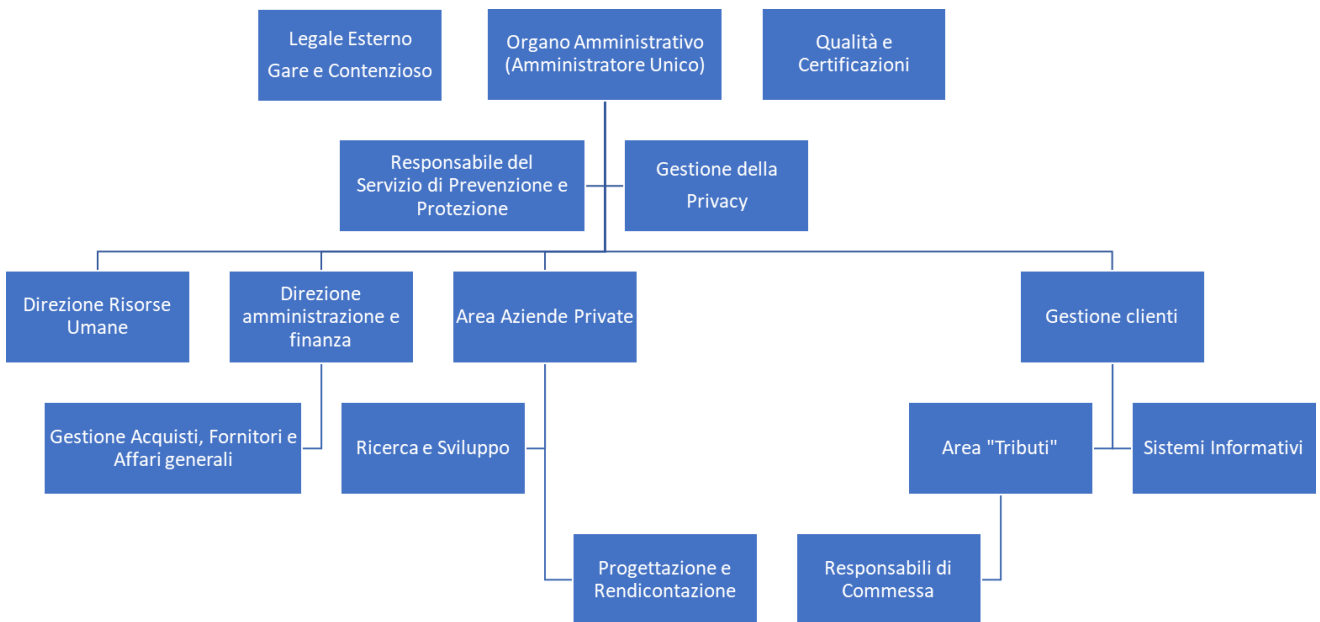 Legale Esterno
Gare e Contenzioso
Organo Amministrativo
(Amministratore Unico)
Qualità e
Certificazioni
Responsabile del
Servizio di Prevenzione e
Protezione
Gestione della
Privacy
Direzione Risorse
Umane
Direzione
amministrazione e
finanza
Area Aziende Private
Gestione clienti
Gestione Acquisti, Fornitori e
Affari generali
Ricerca e Sviluppo
Area "Tributi"
Sistemi Informativi
Progettazione e
Rendicontazione
Responsabili di
Commessa